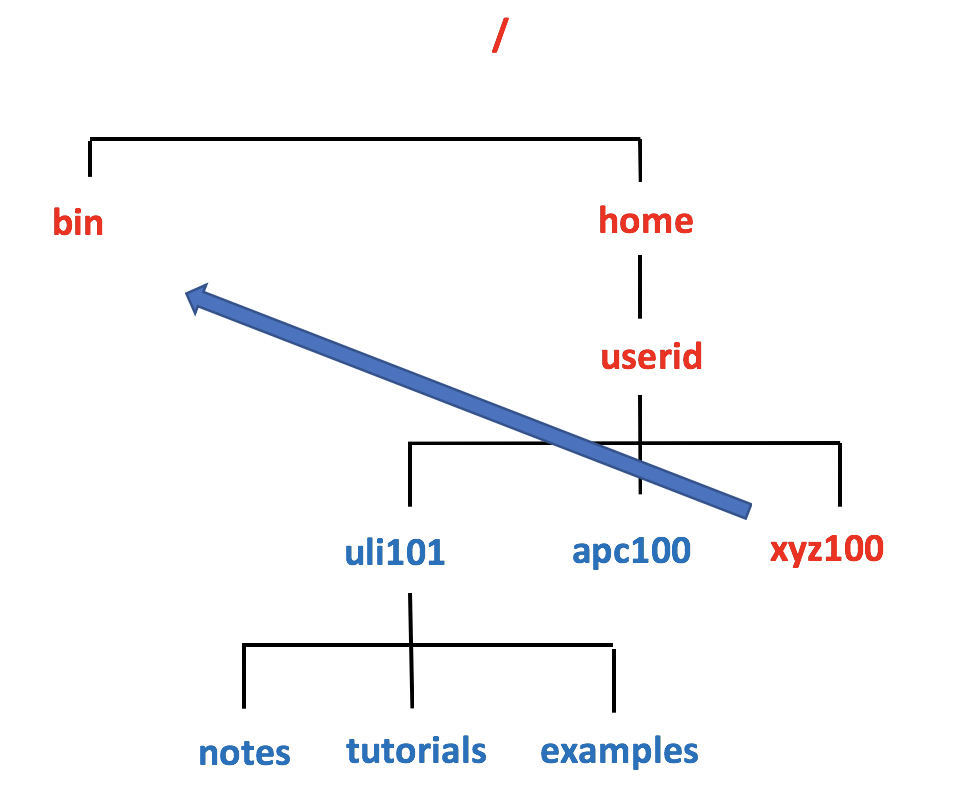 /
bin
home
userid
uli101
apc100
xyz100
notes
tutorials
examples